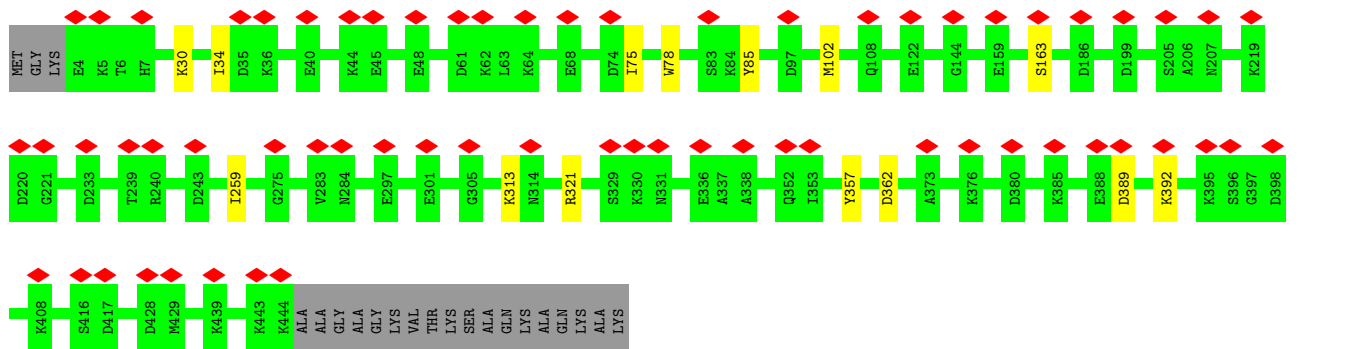 MET GLY LYS E4 K5 T6 H7 K30 I34 D35 K36 E40 K44 E45 E48 D61 K62 L63 K64 E68 D74 I75 W78 S83 K84 Y85 D97 M102 Q108 E122 G144 E159 S163 D186 D199 S205 A206 N207 K219
D220 G221 D233 T239 R240 D243 I259 G275 V283 N284 E297 E301 G305 K313 N314 R321 S329 K330 N331 E336 A337 A338 Q352 I353 Y357 D362 A373 K376 D380 K385 E388 D389 K392 K395 S396 G397 D398
K408 S416 D417 D428 M429 K439 K443 K444 ALA ALA GLY ALA GLY LYS VAL THR LYS SER ALA GLN LYS ALA GLN LYS ALA LYS